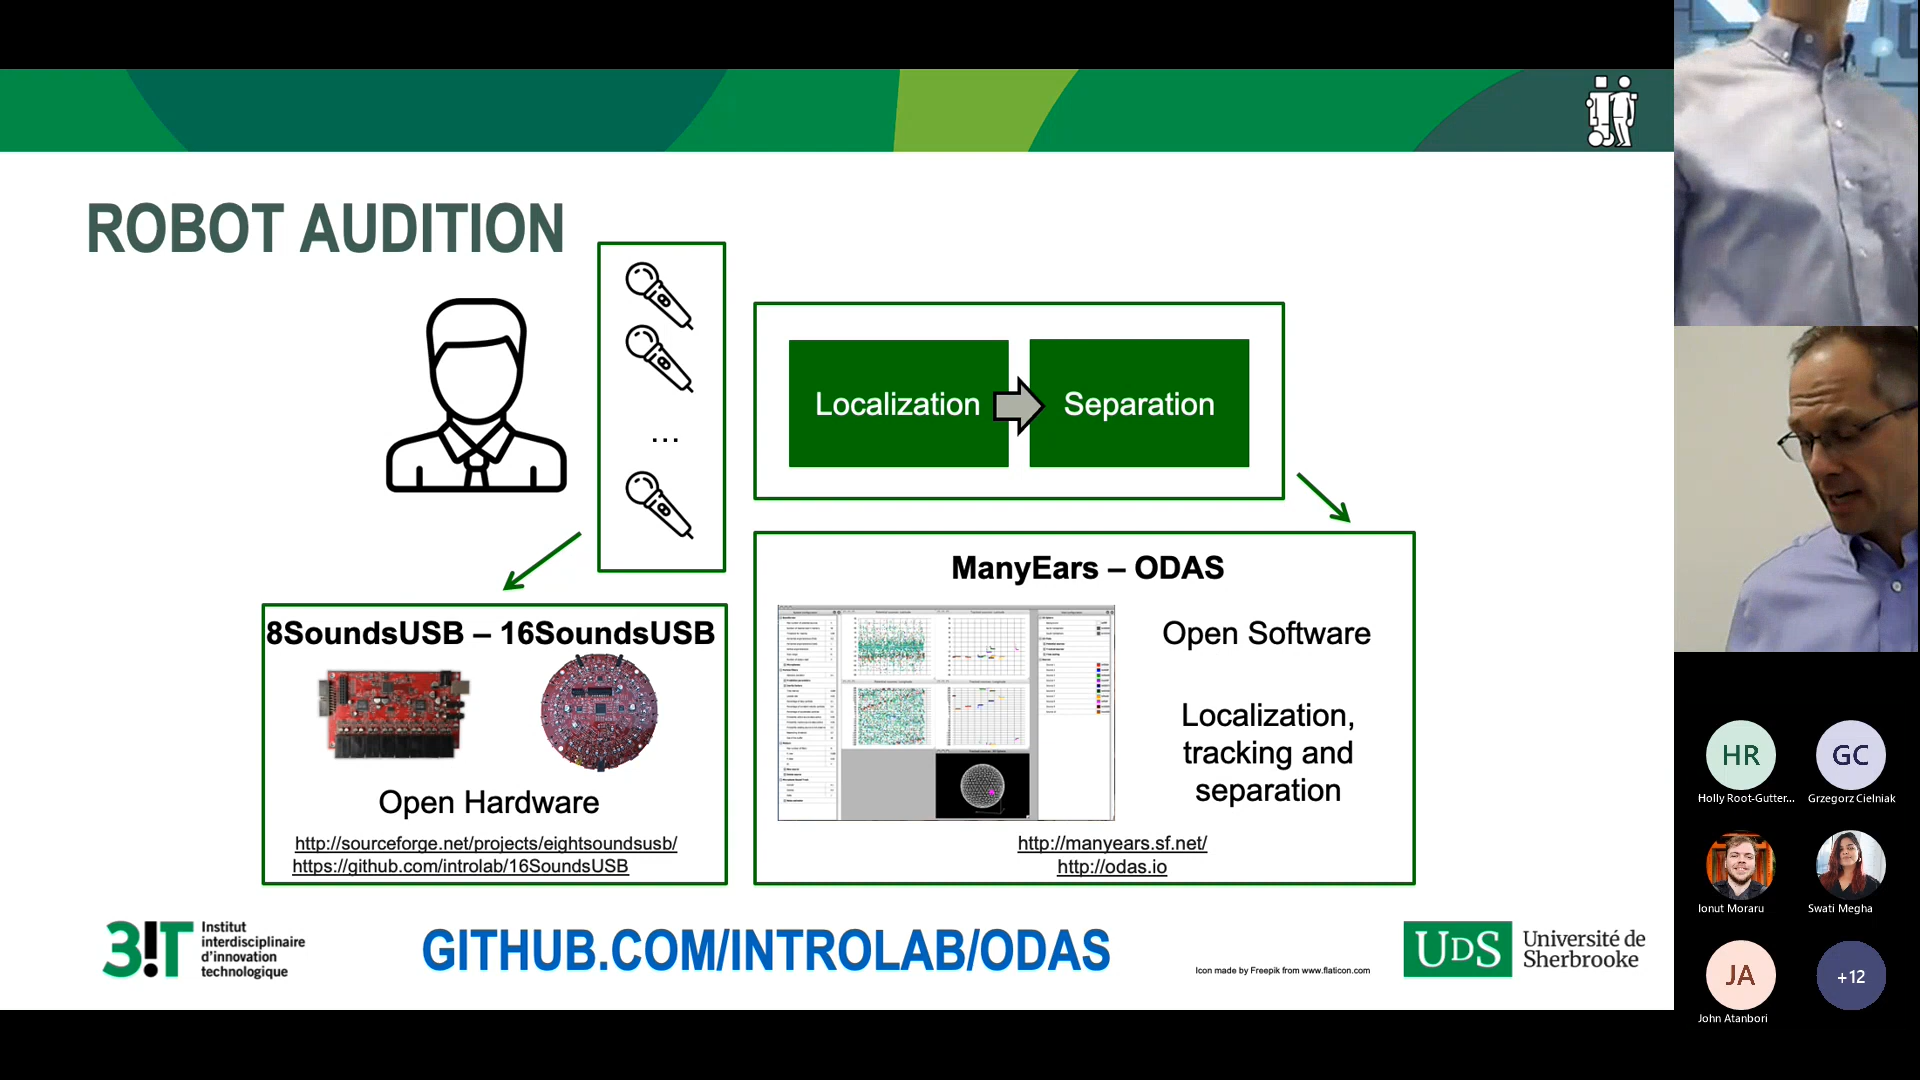 ROBOT AUDITION
...
Localization
Separation
8SoundsUSB – 16SoundsUSB
Open Hardware
http://sourceforge.net/projects/eightsoundsusb/
https://github.com/introlab/16SoundsUSB
ManyEars – ODAS
Open Software
Localization,
tracking and
separation
http://manyears.sf.net/
http://odas.io
3!T
Institut
interdisciplinaire
d'innovation
technologique
GITHUB.COM/INTROLAB/ODAS
Icon made by Freepik from www.flaticon.com
UDS
Université de
Sherbrooke
HR
Holly Root-Gutter...
GC
Grzegorz Cielniak
Ionut Moraru
Swati Megha
JA
John Atanbori
+12